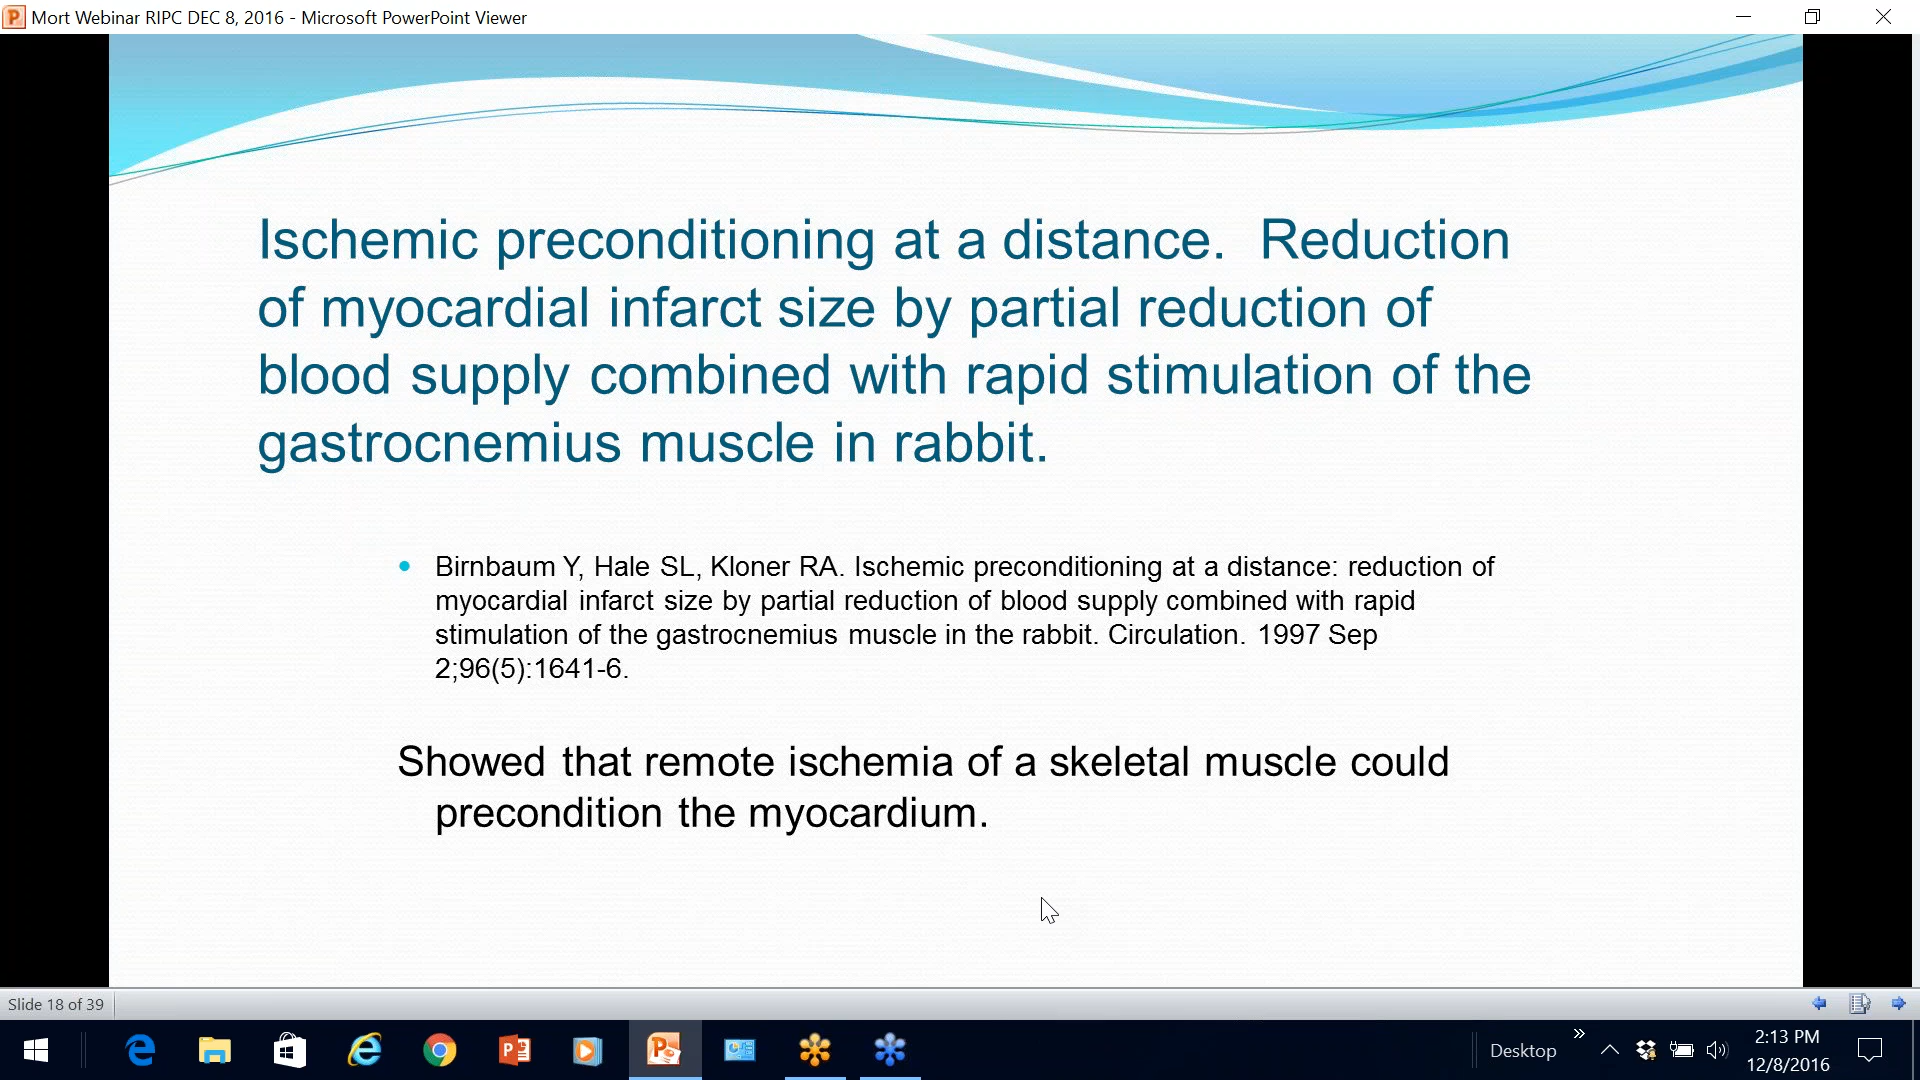 Mort Webinar RIPC DEC 8, 2016 - Microsoft PowerPoint Viewer
Ischemic preconditioning at a distance.  Reduction
of myocardial infarct size by partial reduction of
blood supply combined with rapid stimulation of the
gastrocnemius muscle in rabbit.
• Birnbaum Y, Hale SL, Kloner RA. Ischemic preconditioning at a distance: reduction of
myocardial infarct size by partial reduction of blood supply combined with rapid
stimulation of the gastrocnemius muscle in the rabbit. Circulation. 1997 Sep
2;96(5):1641-6.
Showed that remote ischemia of a skeletal muscle could
precondition the myocardium.
Slide 18 of 39
Desktop
2:13 PM
12/8/2016